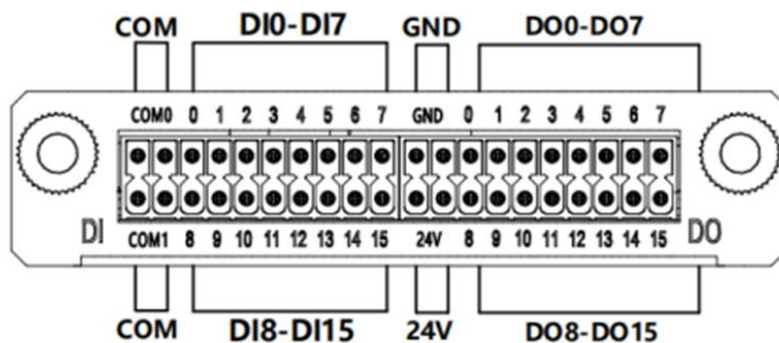 COM DI0-DI7 GND DO0-DO7
COM0 0 1 2 3 4 5 6 7 GND 0 1 2 3 4 5 6 7
DI DO
COM1 8 9 10 11 12 13 14 15 24V 8 9 10 11 12 13 14 15
COM DI8-DI15 24V DO8-DO15